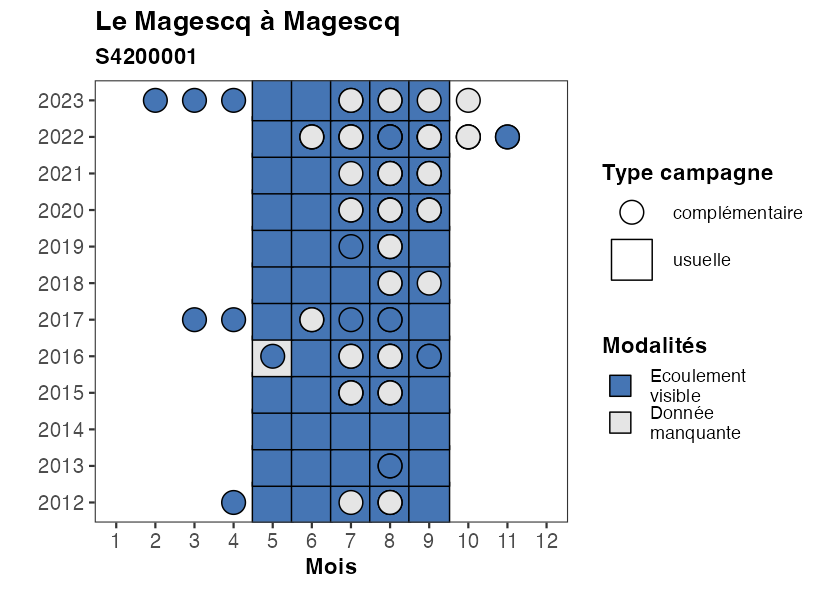 Le Magescq à Magescq
S4200001
2023
2022
2021
2020
2019
2018
2017
2016
2015
2014
2013
2012
1 2 3 4 5 6 7 8 9 10 11 12
Mois
Type campagne
complémentaire
usuelle
Modalités
Ecoulement
visible
Donnée
manquante